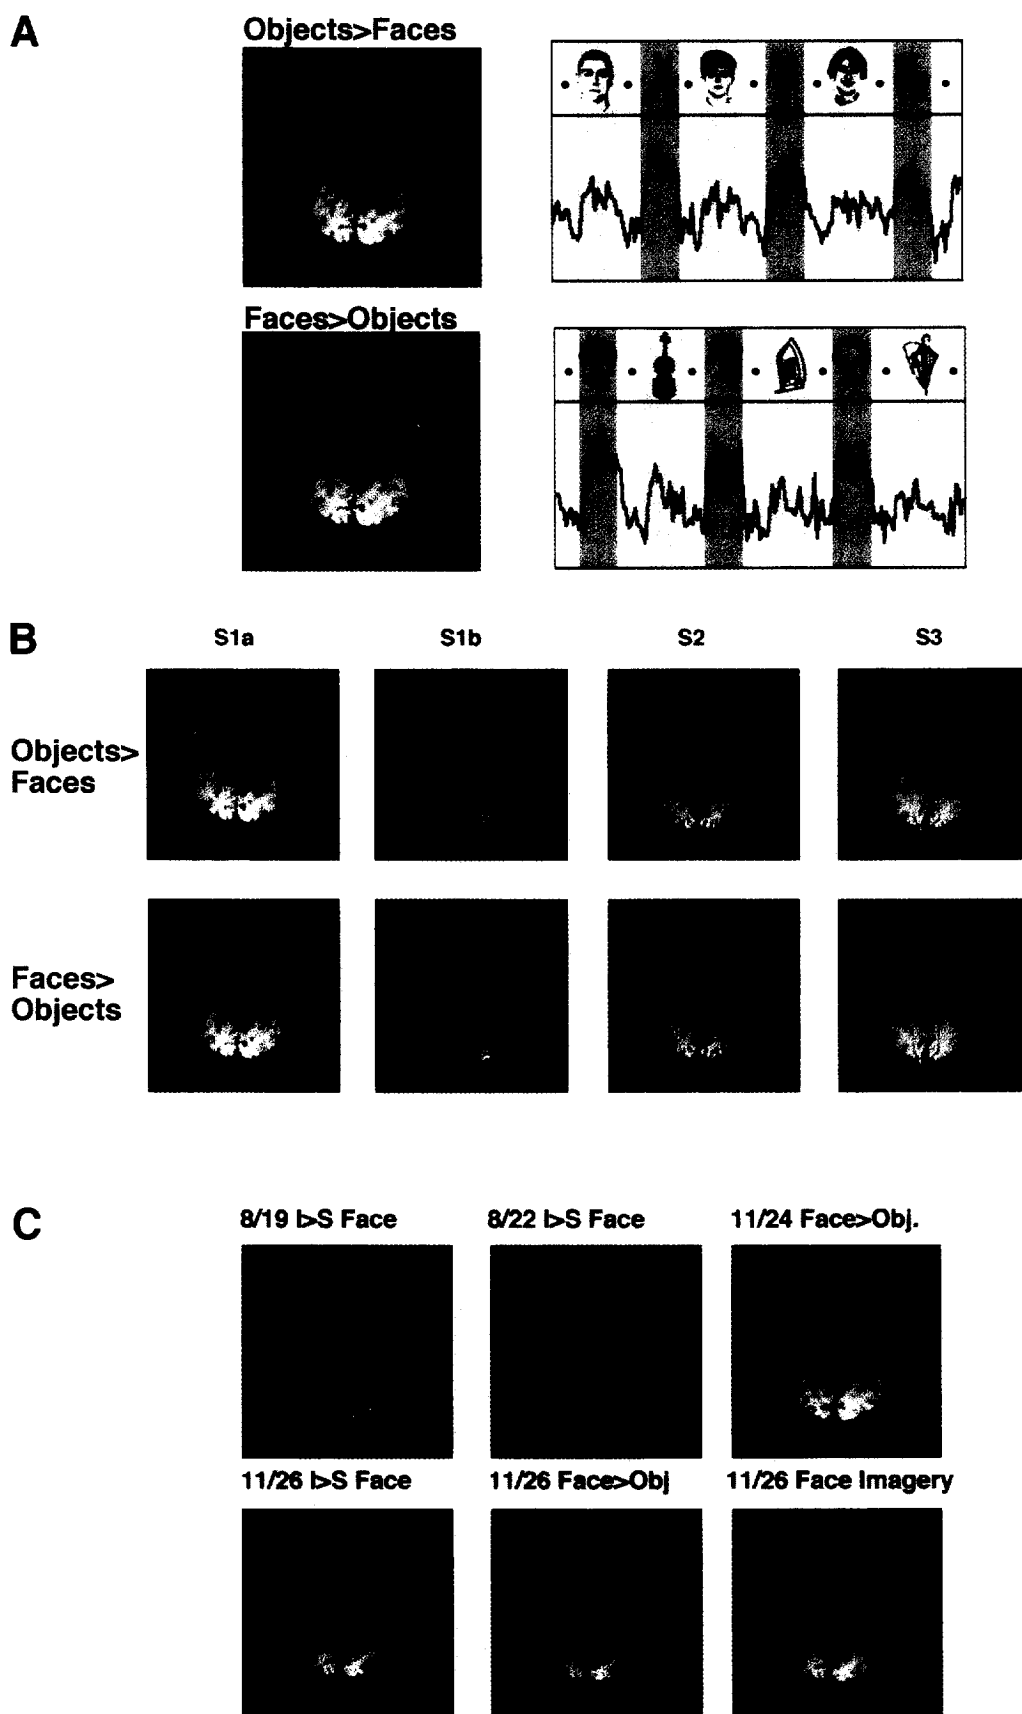 A
Objects>Faces
Faces>Objects
B
S1a
S1b
S2
S3
Objects>
Faces
Faces>
Objects
C
8/19 I>S Face
8/22 I>S Face
11/24 Face>Obj.
11/26 I>S Face
11/26 Face>Obj
11/26 Face Imagery